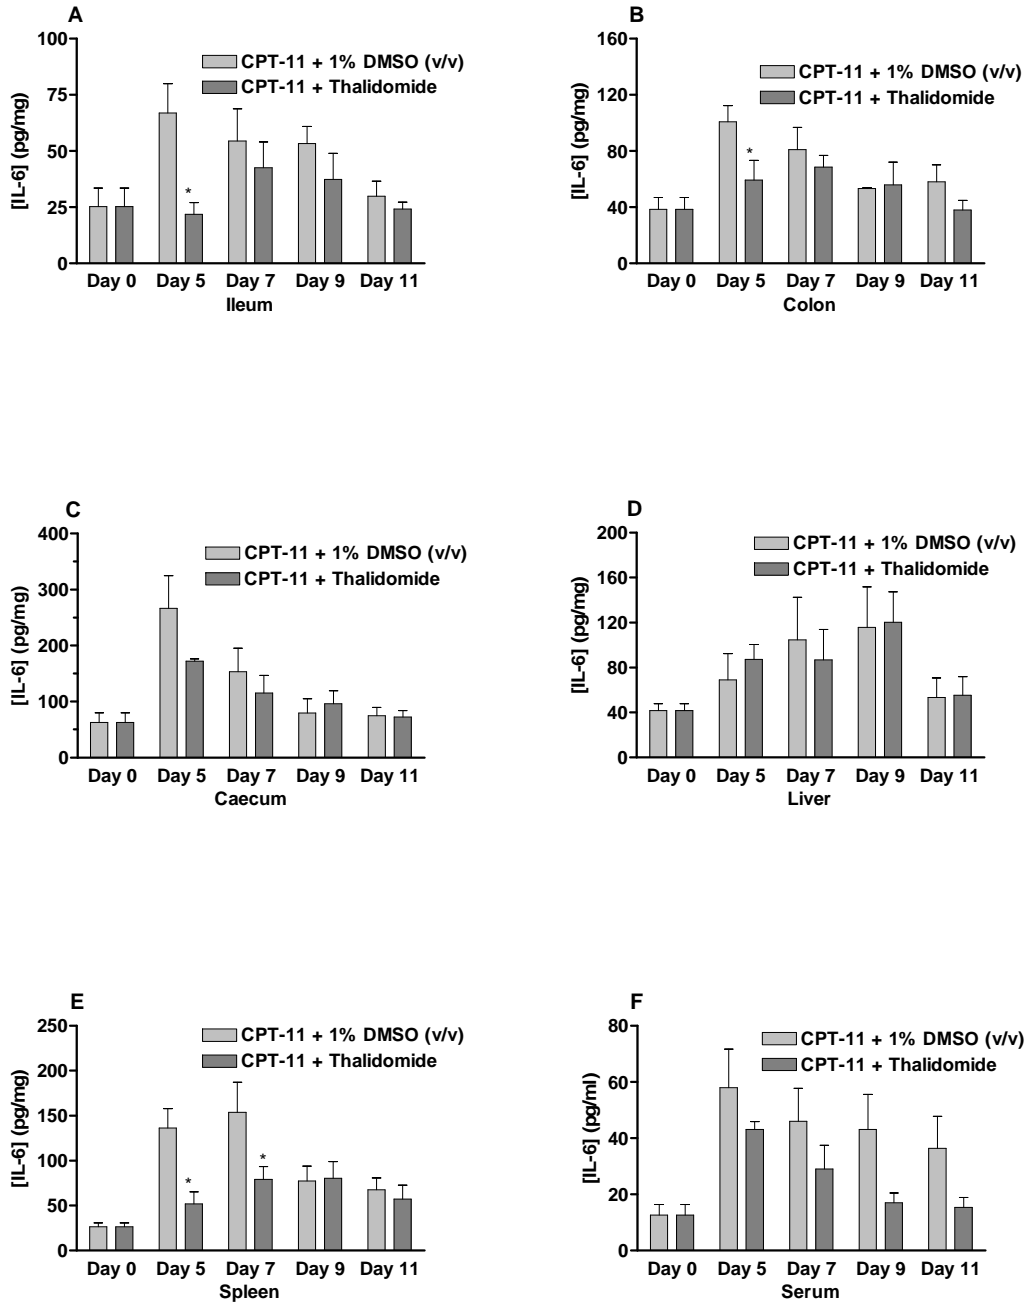 A
[IL-6] (pg/mg)
100
75
50
25
0
CPT-11 + 1% DMSO (v/v)
CPT-11 + Thalidomide
*
Day 0 Day 5 Day 7 Day 9 Day 11
Ileum
B
[IL-6] (pg/mg)
160
120
80
40
0
CPT-11 + 1% DMSO (v/v)
CPT-11 + Thalidomide
*
Day 0 Day 5 Day 7 Day 9 Day 11
Colon
C
[IL-6] (pg/mg)
400
300
200
100
0
CPT-11 + 1% DMSO (v/v)
CPT-11 + Thalidomide
Day 0 Day 5 Day 7 Day 9 Day 11
Caecum
D
[IL-6] (pg/mg)
200
160
120
80
40
0
CPT-11 + 1% DMSO (v/v)
CPT-11 + Thalidomide
Day 0 Day 5 Day 7 Day 9 Day 11
Liver
E
[IL-6] (pg/mg)
250
200
150
100
50
0
CPT-11 + 1% DMSO (v/v)
CPT-11 + Thalidomide
*
*
Day 0 Day 5 Day 7 Day 9 Day 11
Spleen
F
[IL-6] (pg/ml)
80
60
40
20
0
CPT-11 + 1% DMSO (v/v)
CPT-11 + Thalidomide
Day 0 Day 5 Day 7 Day 9 Day 11
Serum